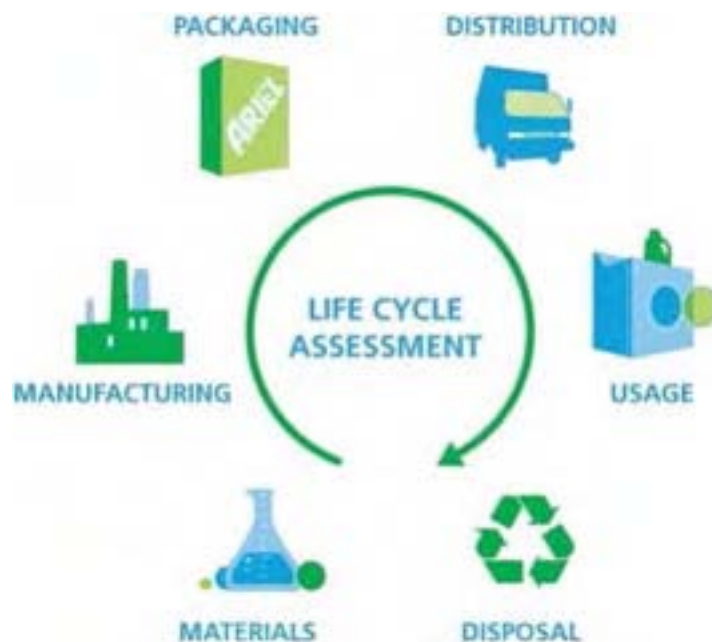 PACKAGING
DISTRIBUTION
ARIEL
LIFE CYCLE
ASSESSMENT
MANUFACTURING
USAGE
MATERIALS
DISPOSAL